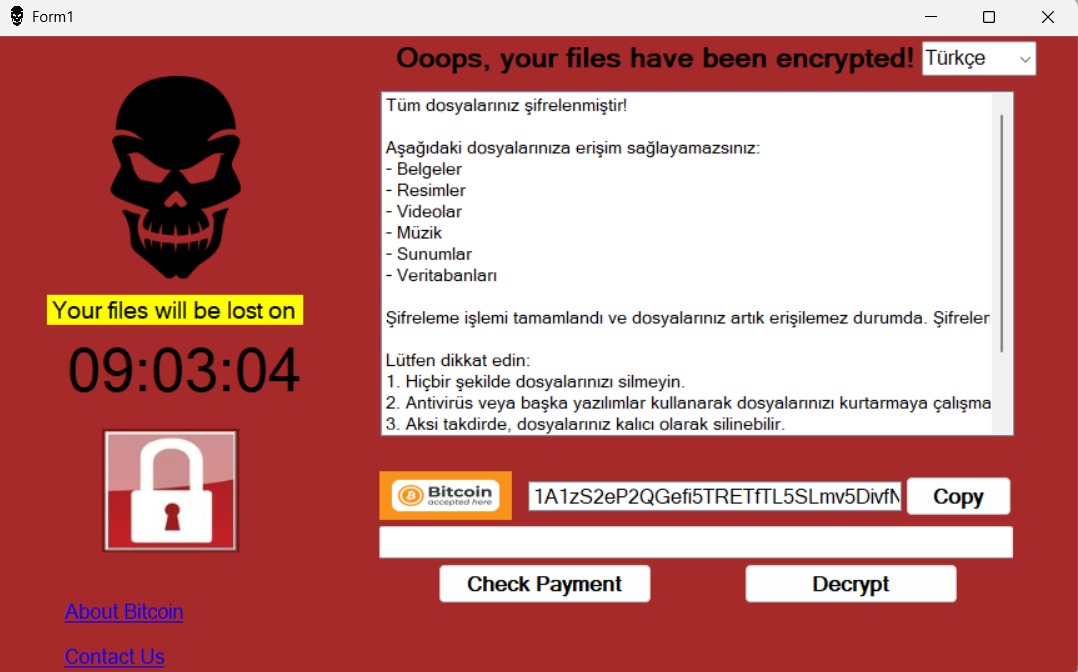 Form1
Ooops, your files have been encrypted!
Türkçe
Tüm dosyalarınız şifrelenmiştir!
Aşağıdaki dosyalarınıza erişim sağlayamazsınız:
- Belgeler
- Resimler
- Videolar
- Müzik
- Sunumlar
- Veritabanları
Şifreleme işlemi tamamlandı ve dosyalarınız artık erişilemez durumda. Şifreler
Lütfen dikkat edin:
1. Hiçbir şekilde dosyalarınızı silmeyin.
2. Antivirüs veya başka yazılımlar kullanarak dosyalarınızı kurtarmaya çalışma
3. Aksi takdirde, dosyalarınız kalıcı olarak silinebilir.
Your files will be lost on
09:03:04
Bitcoin
accepted here
1A1zS2eP2QGefi5TRETfTL5SLmv5DivfN
Copy
Check Payment
Decrypt
About Bitcoin
Contact Us